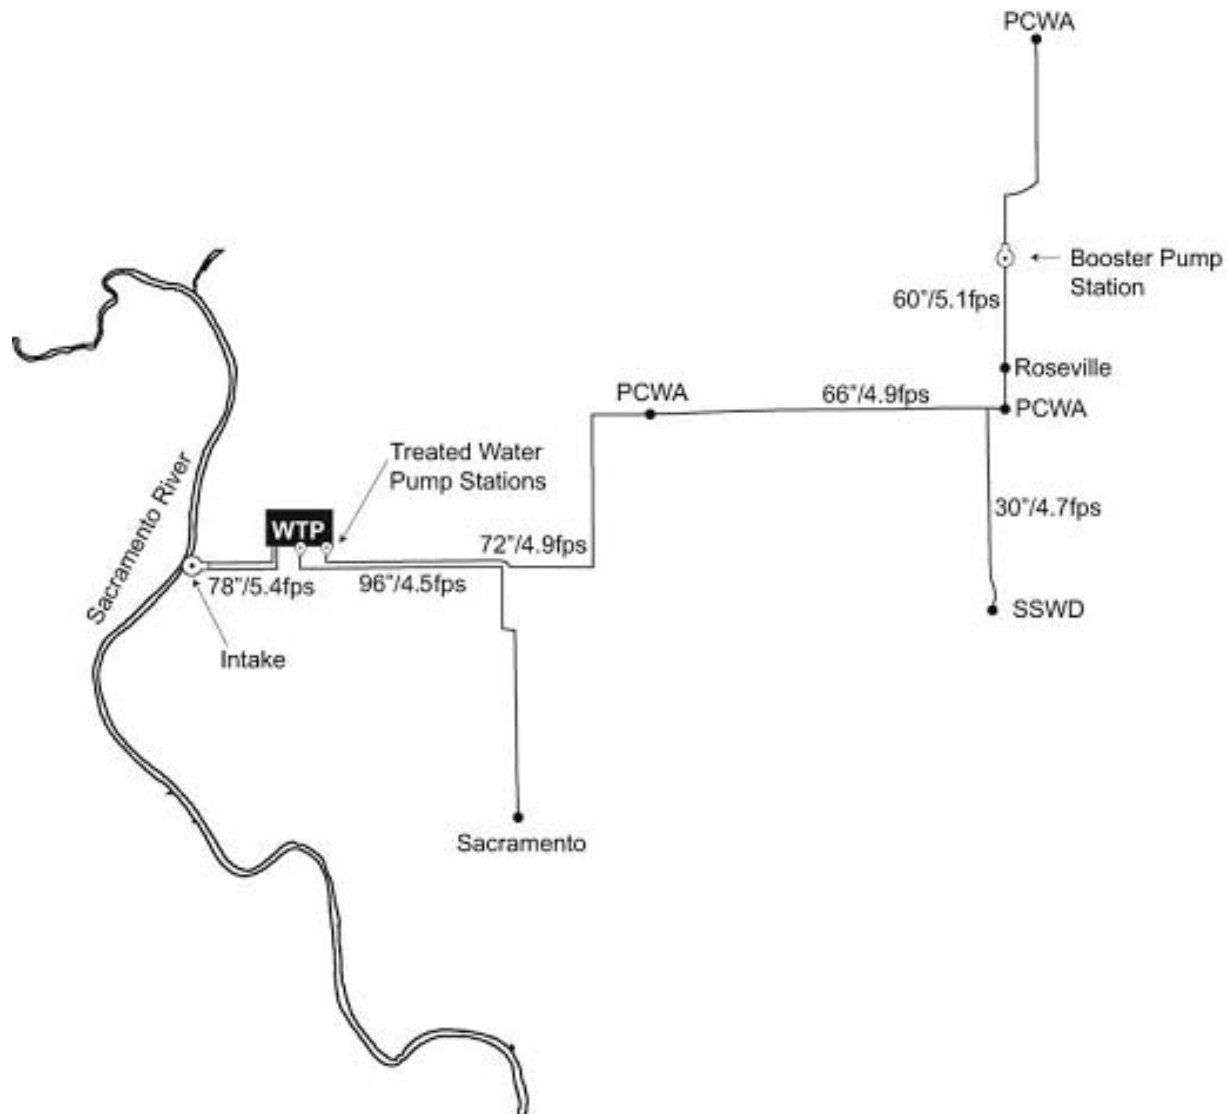 PCWA
Booster Pump
Station
60"/5.1fps
Roseville
PCWA
66"/4.9fps
PCWA
Treated Water
Pump Stations
Sacramento River
WTP
30"/4.7fps
72"/4.9fps
78"/5.4fps
96"/4.5fps
SSWD
Intake
Sacramento